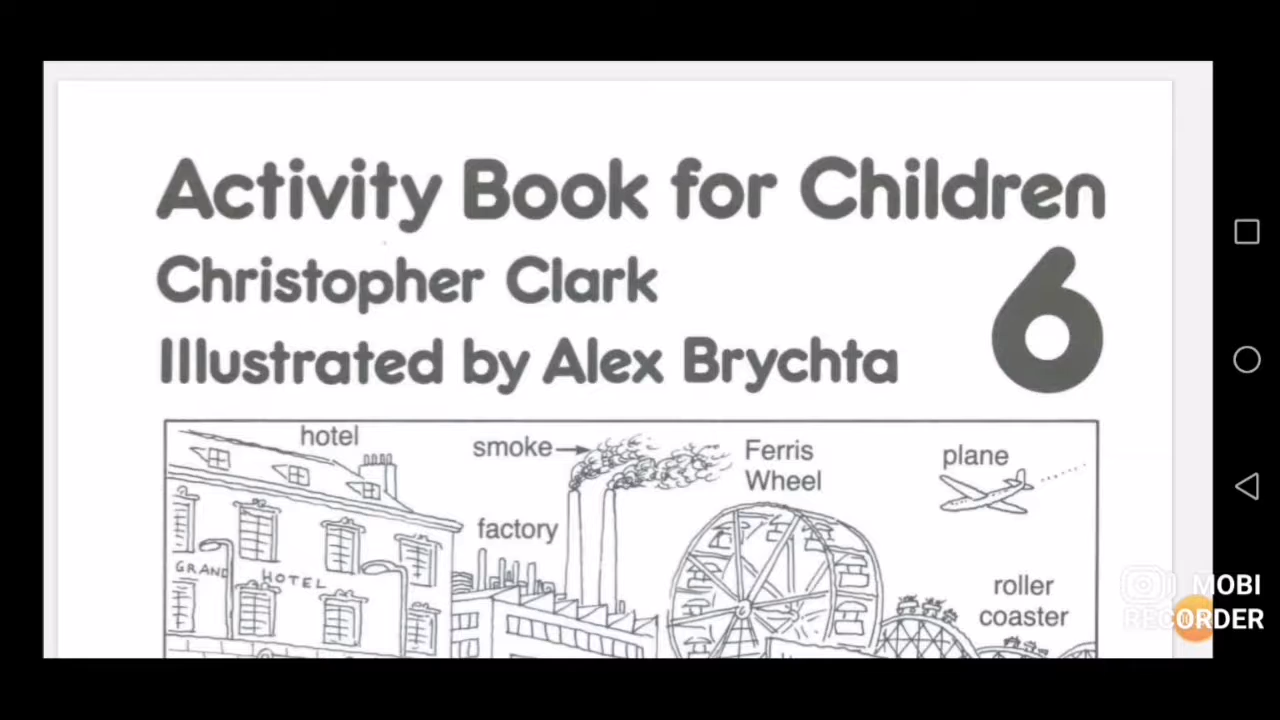 Activity Book for Children
Christopher Clark
6
Illustrated by Alex Brychta
hotel
smoke
Ferris
Wheel
plane
factory
GRAND HOTEL
roller
coaster
MOBI
RECORDER